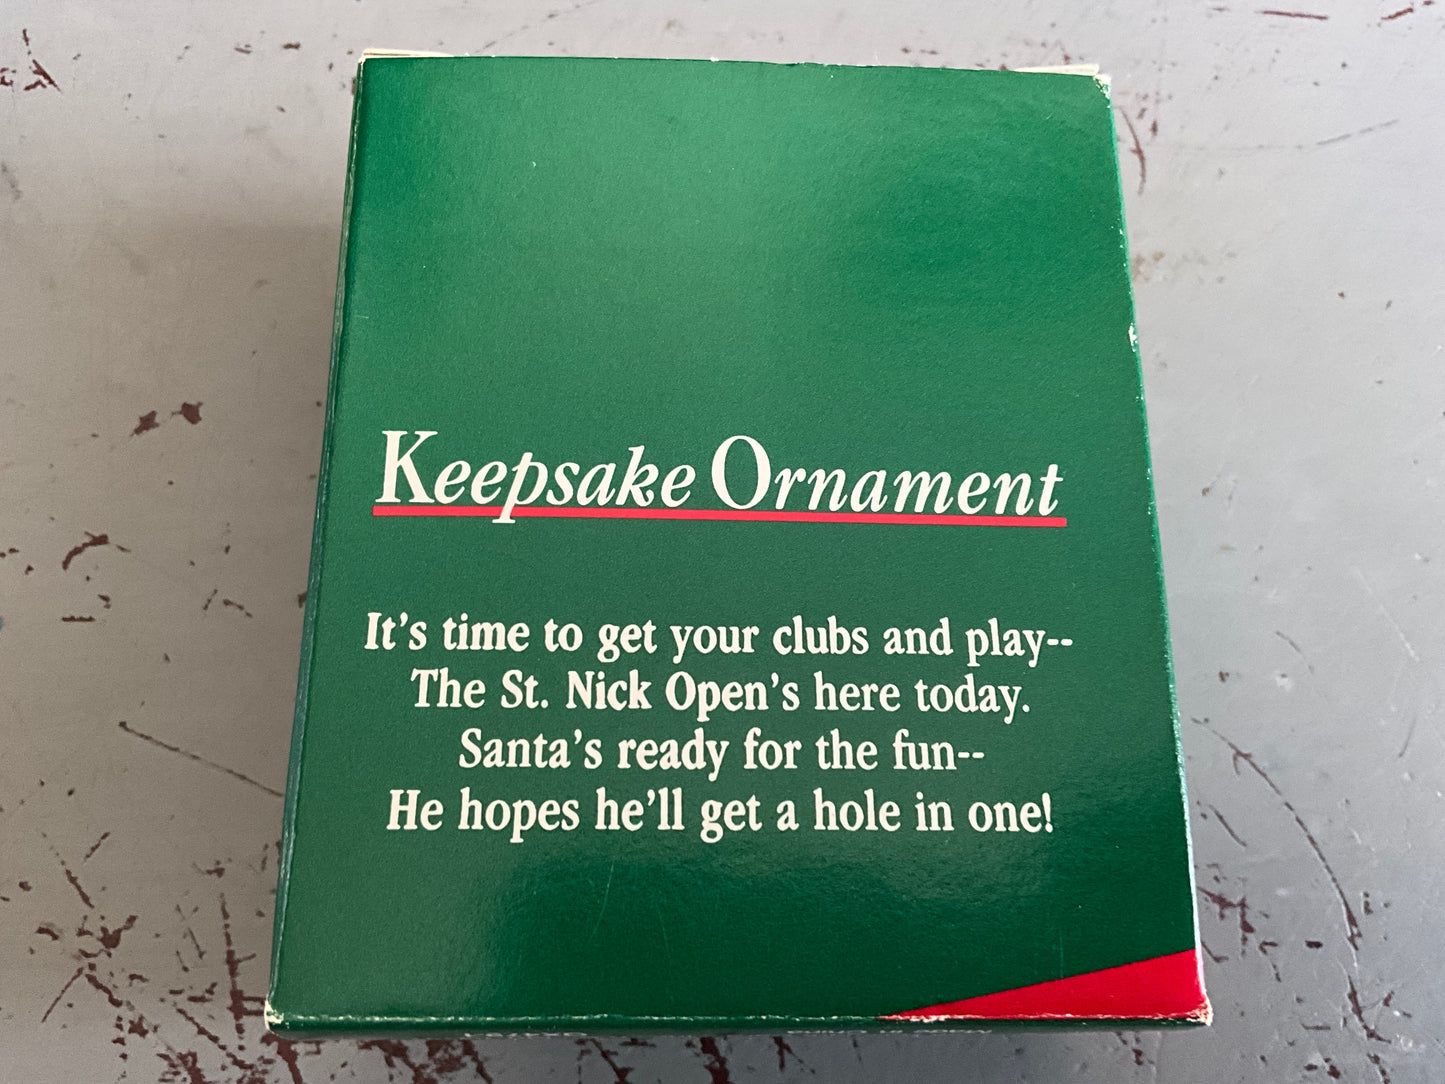 Keepsake Ornament
It's time to get your clubs and play--
The St. Nick Open's here today.
Santa's ready for the fun--
He hopes he'll get a hole in one!